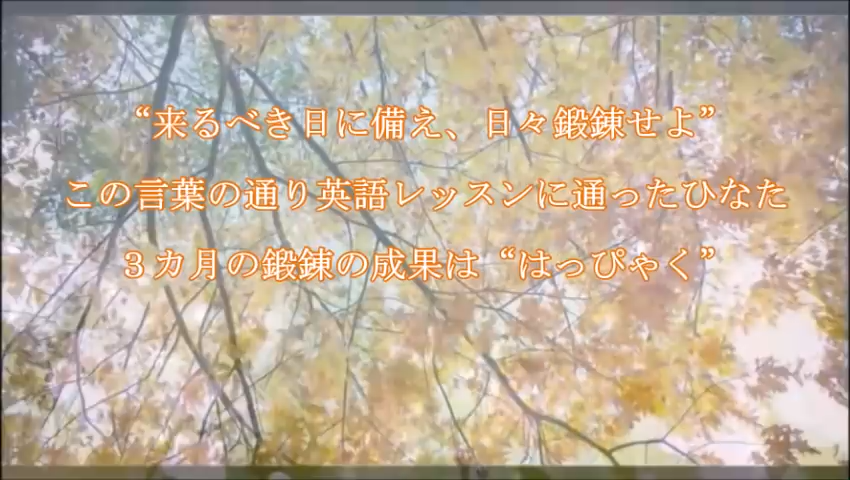 “来るべき日に備え、日々鍛錬せよ”
この言葉の通り英語レッスンに通ったひなた
３カ月の鍛錬の成果は“はっぴゃく”